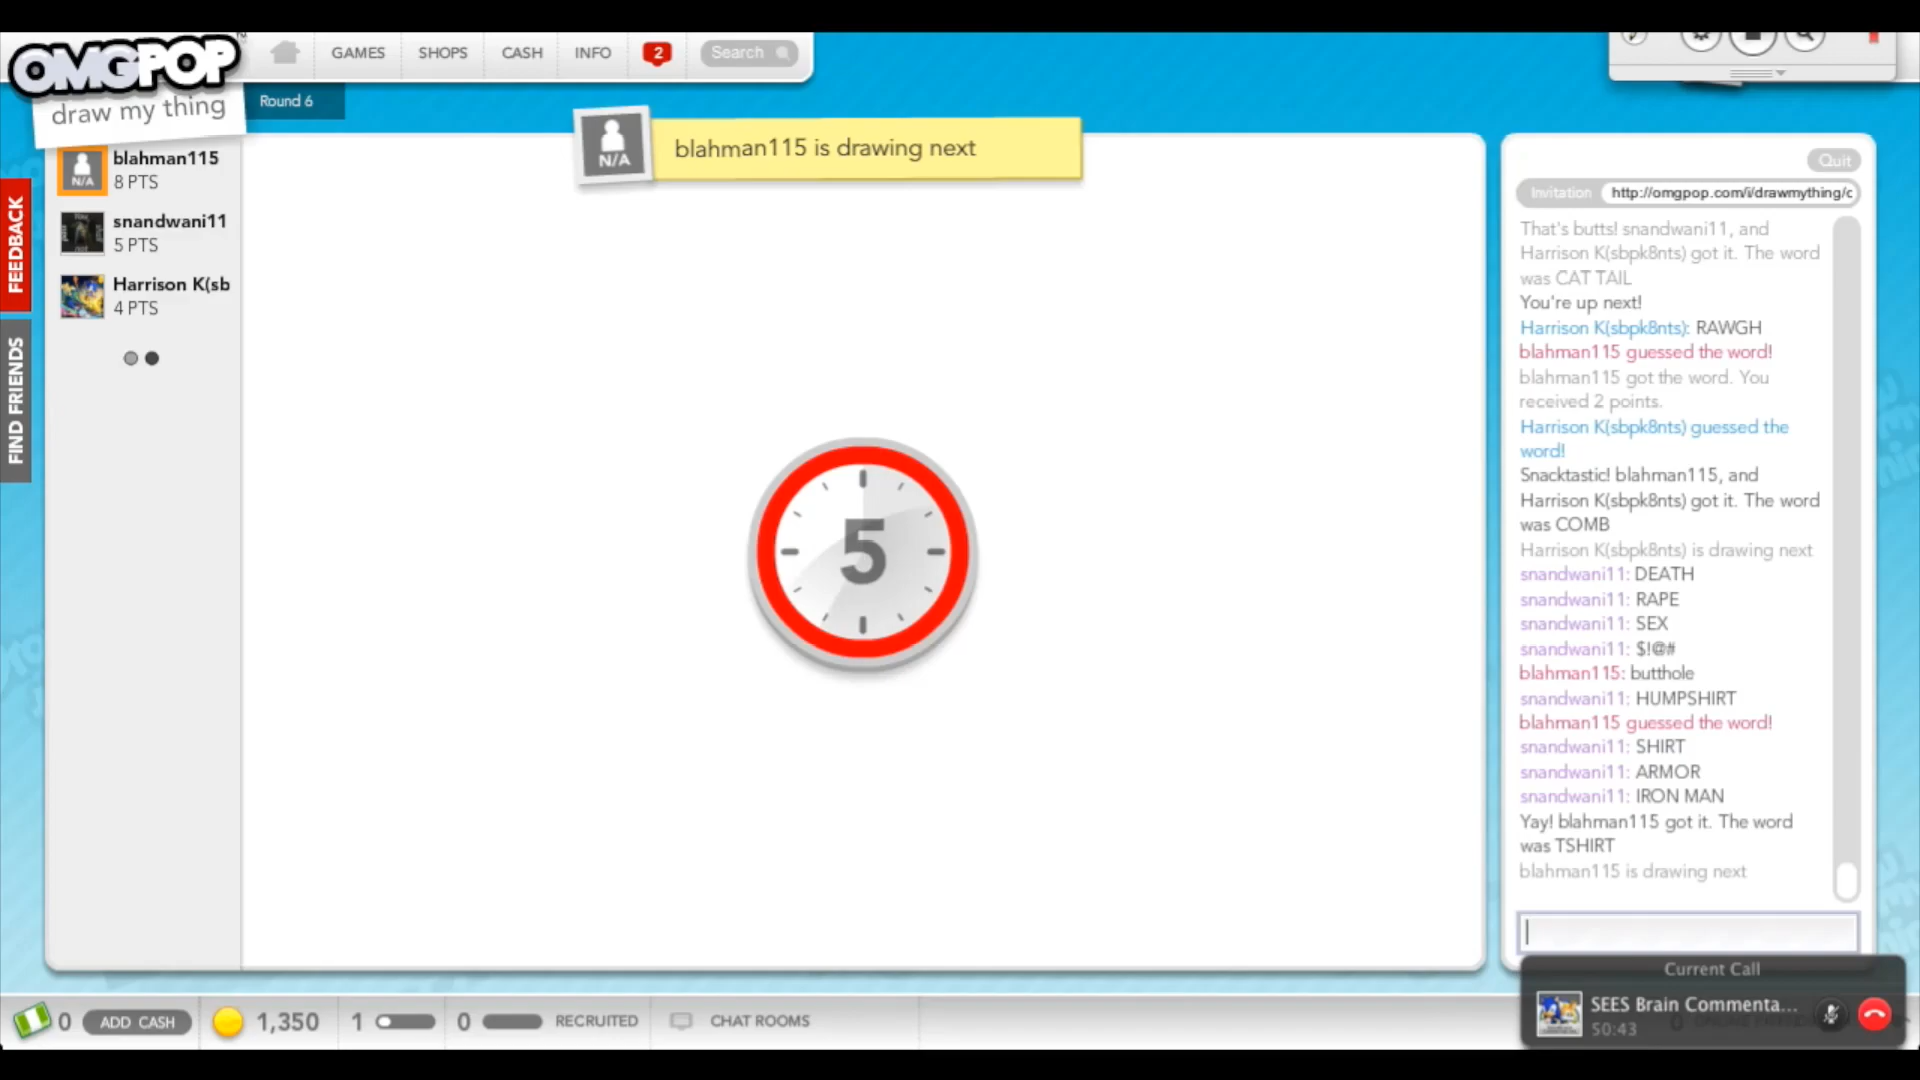 OMGPOP
GAMES
SHOPS
CASH
INFO
2
Search
draw my thing
Round 6
N/A
blahman115 is drawing next
FEEDBACK
FIND FRIENDS
N/A
blahman115
8 PTS
snandwani11
5 PTS
Harrison K(sb
4 PTS
5
Quit
Invitation
http://omgpop.com/i/drawmything/c
That's butts! snandwani11, and
Harrison K(sbpk8nts) got it. The word
was CAT TAIL
You're up next!
Harrison K(sbpk8nts): RAWGH
blahman115 guessed the word!
blahman115 got the word. You
received 2 points.
Harrison K(sbpk8nts) guessed the
word!
Snacktastic! blahman115, and
Harrison K(sbpk8nts) got it. The word
was COMB
Harrison K(sbpk8nts) is drawing next
snandwani11: DEATH
snandwani11: RAPE
snandwani11: SEX
snandwani11: $!@#
blahman115: butthole
snandwani11: HUMPSHIRT
blahman115 guessed the word!
snandwani11: SHIRT
snandwani11: ARMOR
snandwani11: IRON MAN
Yay! blahman115 got it. The word
was TSHIRT
blahman115 is drawing next
Current Call
SEES Brain Commenta...
50:43
0
ADD CASH
1,350
1
0
RECRUITED
CHAT ROOMS